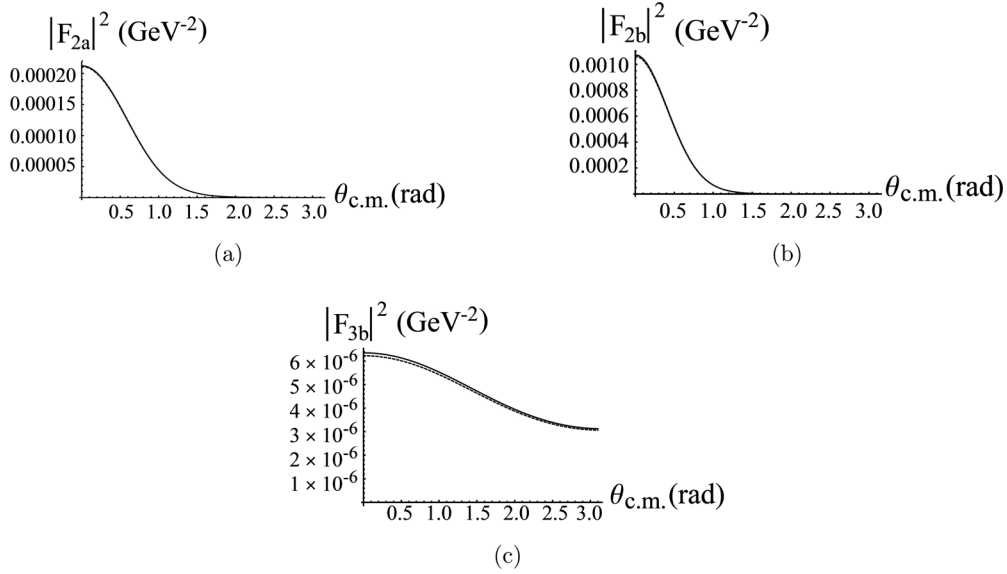 |F₂ₐ|² (GeV⁻²)
0.00020
0.00015
0.00010
0.00005
0.5 1.0 1.5 2.0 2.5 3.0
θc.m.(rad)
(a)
|F₂b|² (GeV⁻²)
0.0010
0.0008
0.0006
0.0004
0.0002
0.5 1.0 1.5 2.0 2.5 3.0
θc.m.(rad)
(b)
|F₃b|² (GeV⁻²)
6 × 10⁻⁶
5 × 10⁻⁶
4 × 10⁻⁶
3 × 10⁻⁶
2 × 10⁻⁶
1 × 10⁻⁶
0.5 1.0 1.5 2.0 2.5 3.0
θc.m.(rad)
(c)